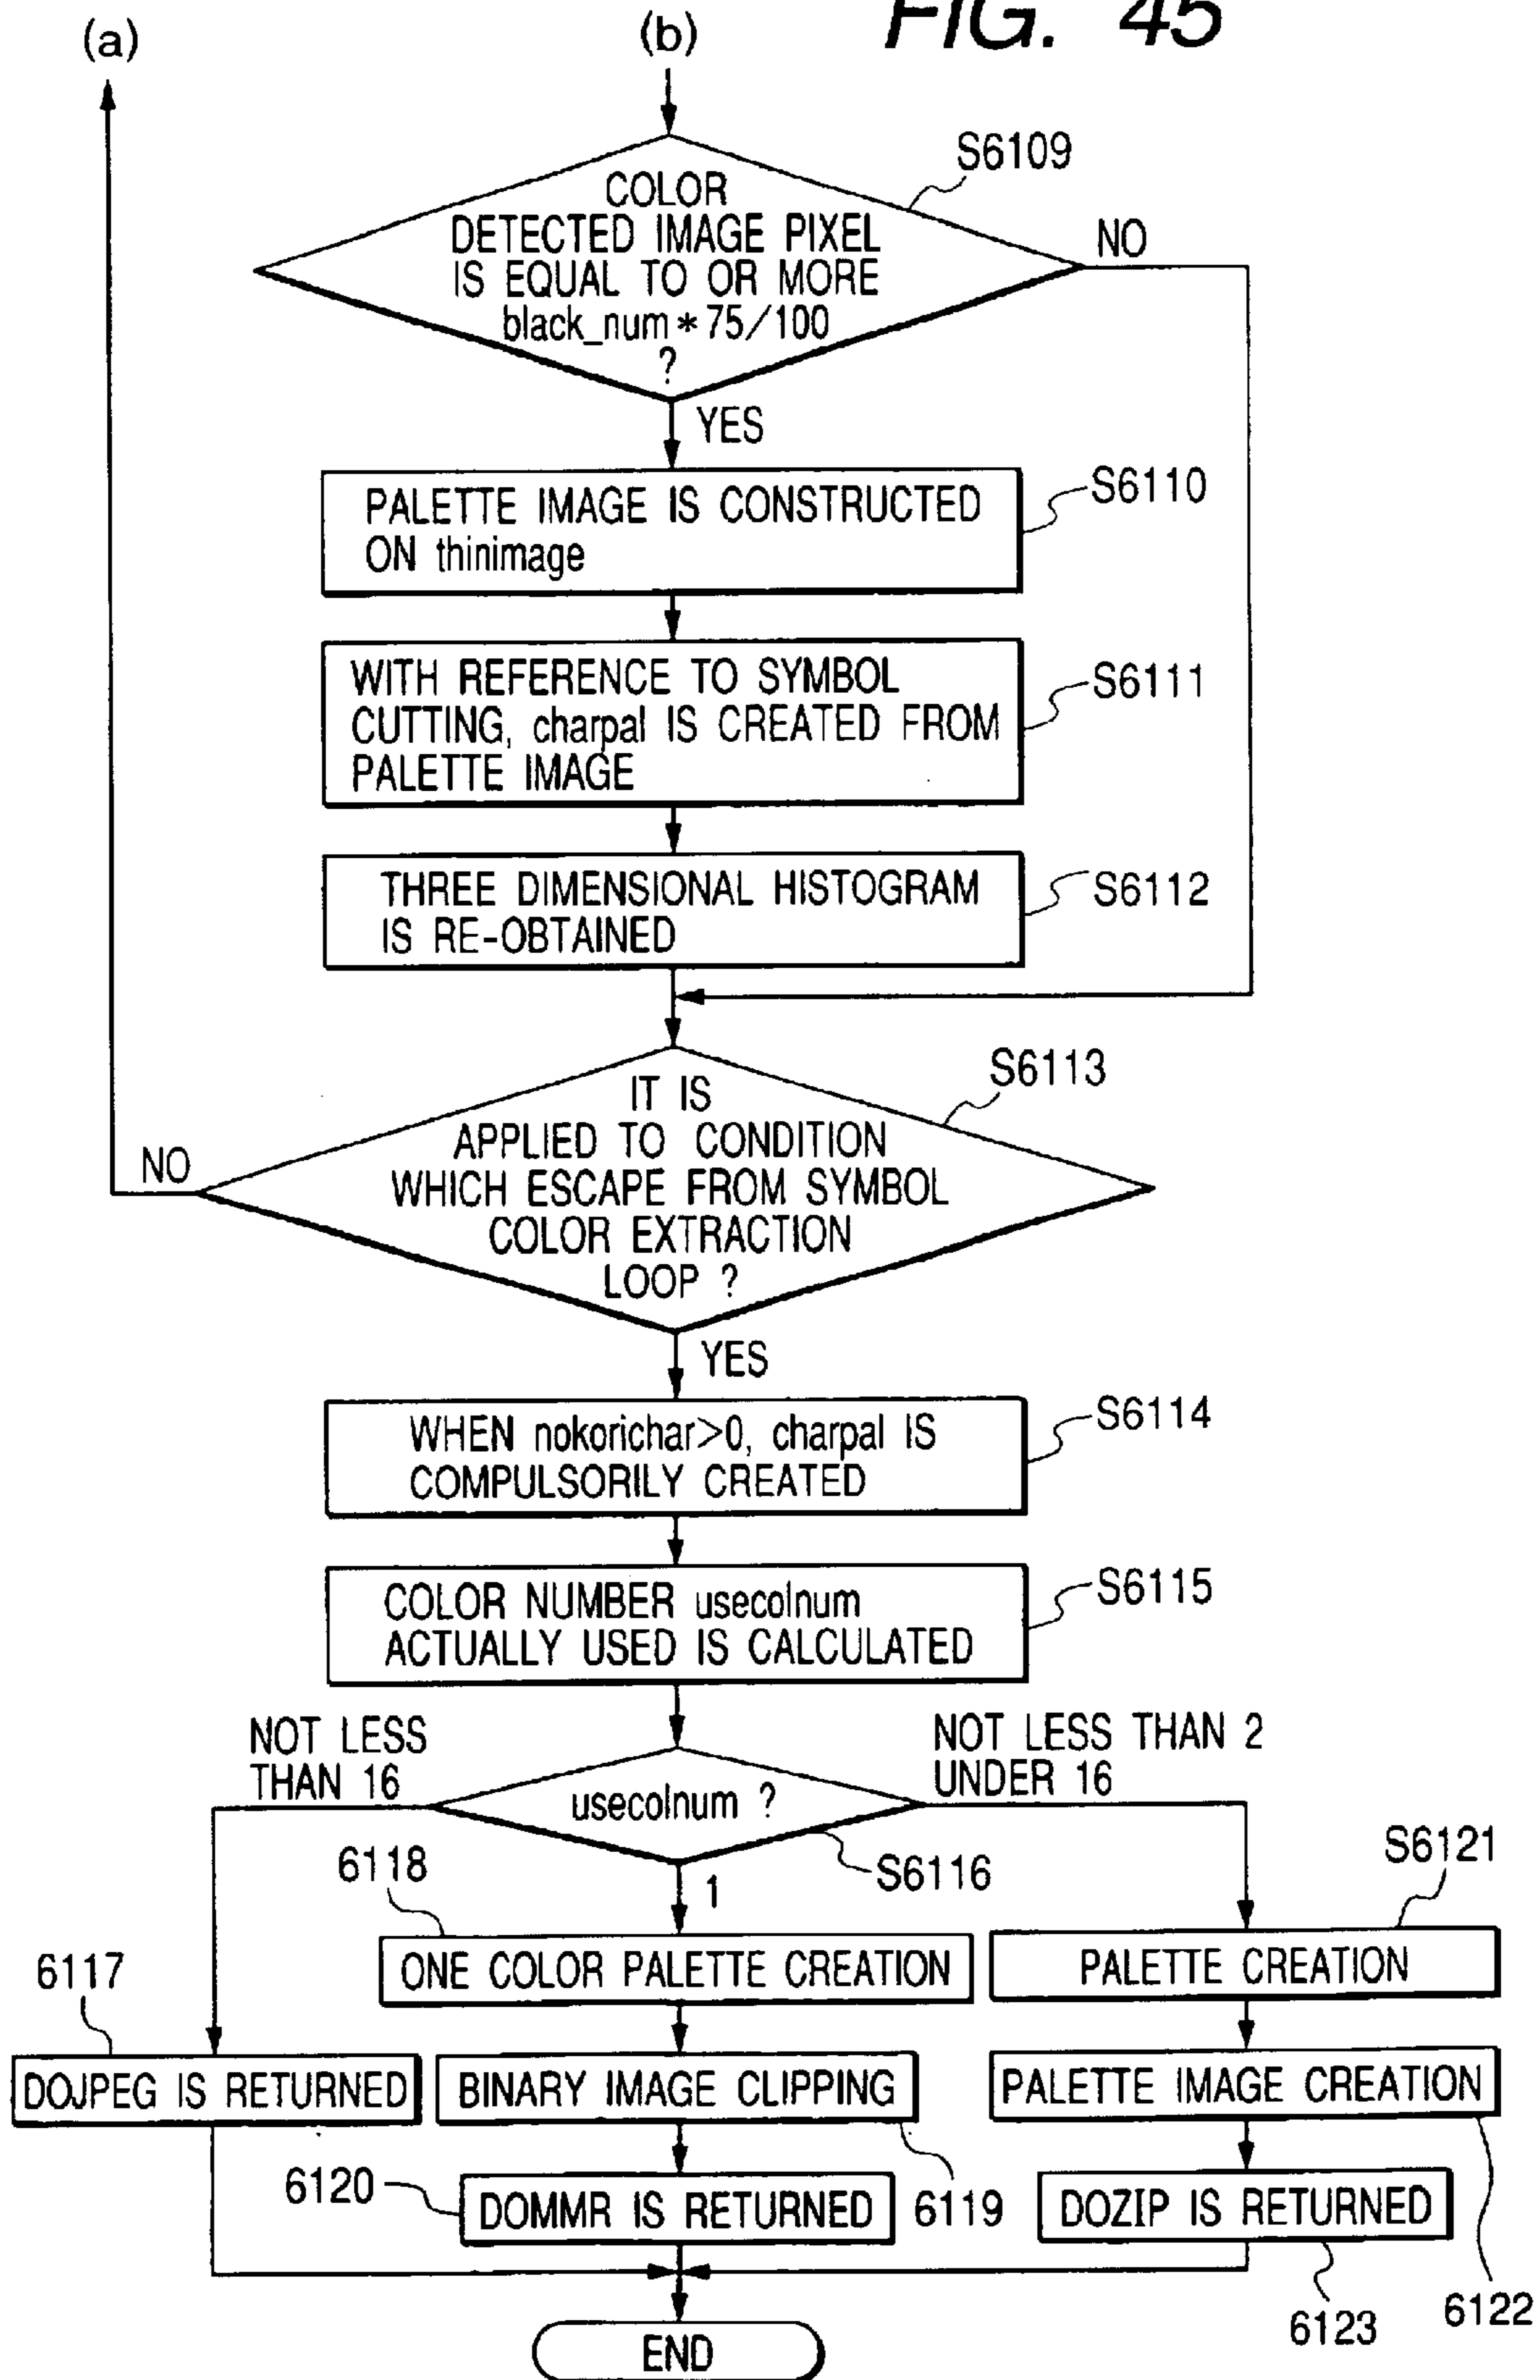 FIG. 45
(a)
(b)
S6109
COLOR
DETECTED IMAGE PIXEL
IS EQUAL TO OR MORE
black_num*75/100
?
NO
YES
PALETTE IMAGE IS CONSTRUCTED
ON thinimage
S6110
WITH REFERENCE TO SYMBOL
CUTTING, charpal IS CREATED FROM
PALETTE IMAGE
S6111
THREE DIMENSIONAL HISTOGRAM
IS RE-OBTAINED
S6112
S6113
IT IS
APPLIED TO CONDITION
WHICH ESCAPE FROM SYMBOL
COLOR EXTRACTION
LOOP ?
NO
YES
WHEN nokorichar>0, charpal IS
COMPULSORILY CREATED
S6114
COLOR NUMBER usecolnum
ACTUALLY USED IS CALCULATED
S6115
NOT LESS
THAN 16
NOT LESS THAN 2
UNDER 16
usecolnum ?
S6116
1
6118
S6121
6117
ONE COLOR PALETTE CREATION
PALETTE CREATION
DOJPEG IS RETURNED
BINARY IMAGE CLIPPING
PALETTE IMAGE CREATION
6120
DOMMR IS RETURNED
6119
DOZIP IS RETURNED
6123
6122
END